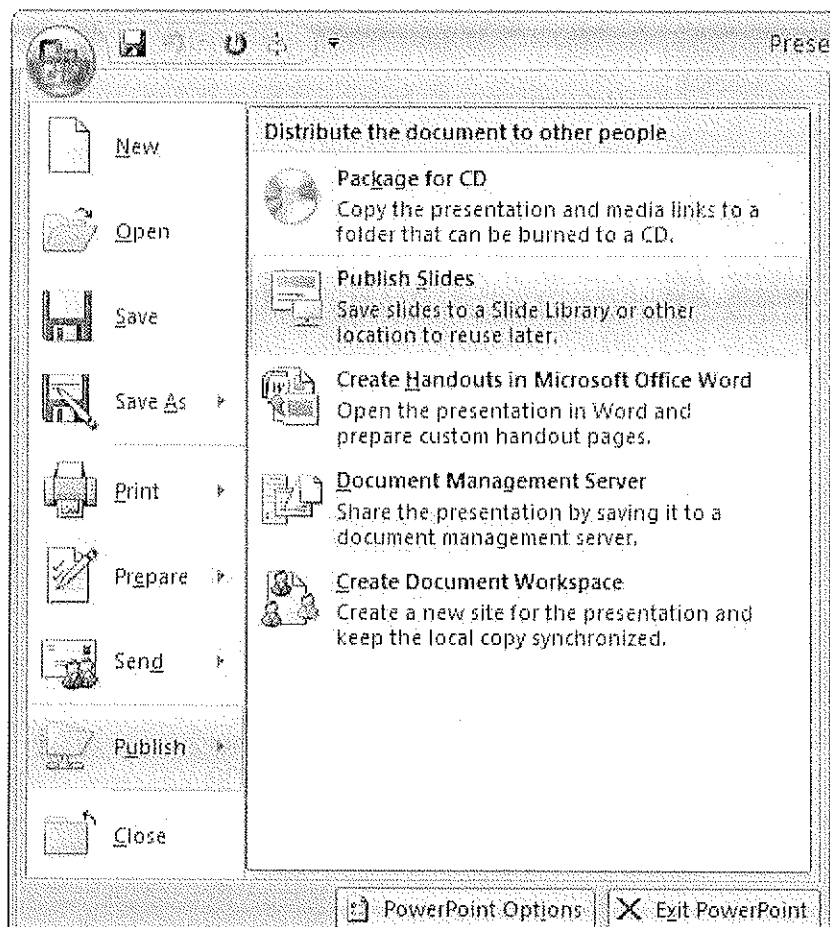 Prese
New
Open
Save
Save As
Print
Prepare
Send
Publish
Close
Distribute the document to other people
Package for CD
Copy the presentation and media links to a
folder that can be burned to a CD.
Publish Slides
Save slides to a Slide Library or other
location to reuse later.
Create Handouts in Microsoft Office Word
Open the presentation in Word and
prepare custom handout pages.
Document Management Server
Share the presentation by saving it to a
document management server.
Create Document Workspace
Create a new site for the presentation and
keep the local copy synchronized.
PowerPoint Options
Exit PowerPoint